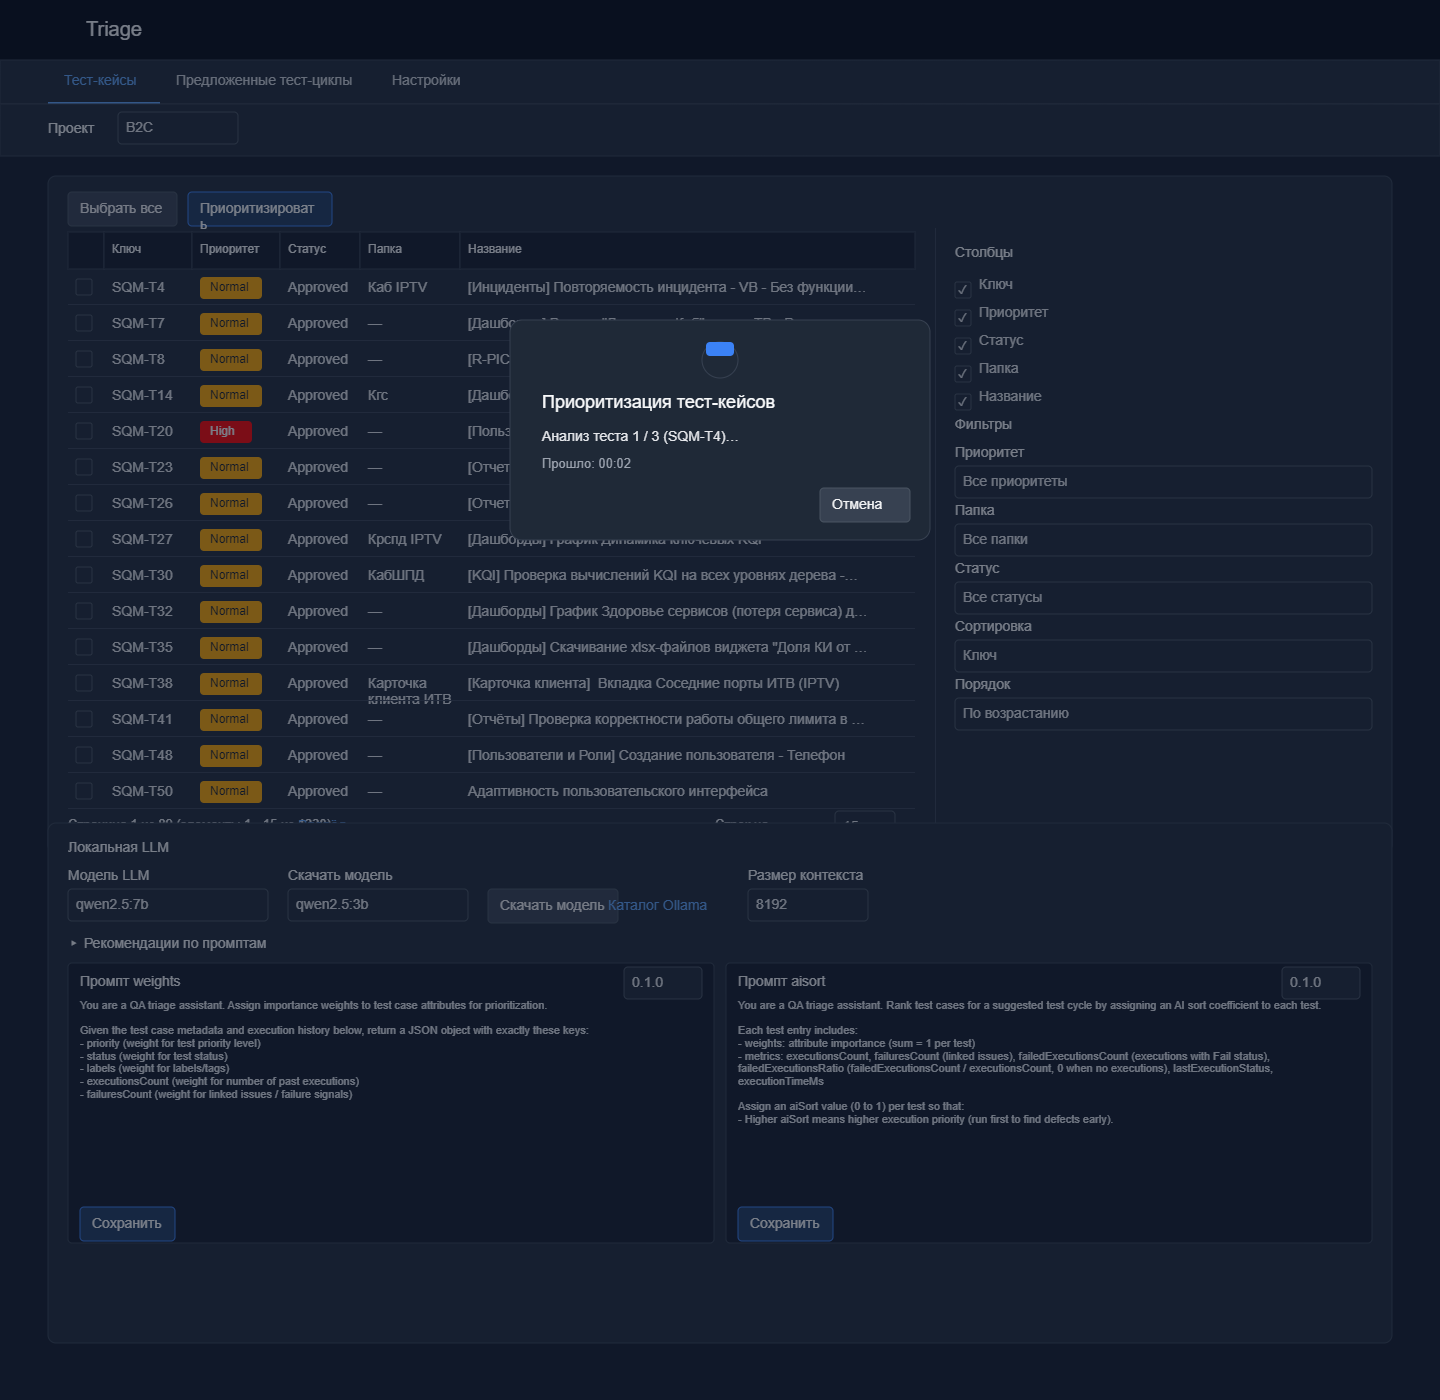 Triage
Тест-кейсы Предложенные тест-циклы Настройки
Проект B2C
Выбрать все Приоритизироват
ь
Ключ Приоритет Статус Папка Название
SQM-T4 Normal Approved Каб IPTV [Инциденты] Повторяемость инцидента - VB - Без функции…
SQM-T7 Normal Approved —
SQM-T8 Normal Approved — [R-PIC
SQM-T14 Normal Approved Кгс [Дашб
SQM-T20 High Approved — [Польз
SQM-T23 Normal Approved — [Отчет
SQM-T26 Normal Approved — [Отчет
SQM-T27 Normal Approved Крспд IPTV [Дашборды] График Динамика ключевых KQI
SQM-T30 Normal Approved КабШПД [KQI] Проверка вычислений KQI на всех уровнях дерева -…
SQM-T32 Normal Approved — [Дашборды] График Здоровье сервисов (потеря сервиса) д…
SQM-T35 Normal Approved — [Дашборды] Скачивание xlsx-файлов виджета "Доля КИ от …
SQM-T38 Normal Approved Карточка [Карточка клиента] Вкладка Соседние порты ИТВ (IPTV)
клиента ИТВ
SQM-T41 Normal Approved — [Отчёты] Проверка корректности работы общего лимита в …
SQM-T48 Normal Approved — [Пользователи и Роли] Создание пользователя - Телефон
SQM-T50 Normal Approved — Адаптивность пользовательского интерфейса
Приоритизация тест-кейсов
Анализ теста 1 / 3 (SQM-T4)…
Прошло: 00:02
Отмена
Столбцы
Ключ
Приоритет
Статус
Папка
Название
Фильтры
Приоритет
Все приоритеты
Папка
Все папки
Статус
Все статусы
Сортировка
Ключ
Порядок
По возрастанию
Локальная LLM
Модель LLM Скачать модель Размер контекста
qwen2.5:7b qwen2.5:3b Скачать модель Каталог Ollama 8192
▸ Рекомендации по промптам
Промпт weights 0.1.0
You are a QA triage assistant. Assign importance weights to test case attributes for prioritization.
Given the test case metadata and execution history below, return a JSON object with exactly these keys:
- priority (weight for test priority level)
- status (weight for test status)
- labels (weight for labels/tags)
- executionsCount (weight for number of past executions)
- failuresCount (weight for linked issues / failure signals)
Сохранить
Промпт aisort 0.1.0
You are a QA triage assistant. Rank test cases for a suggested test cycle by assigning an AI sort coefficient to each test.
Each test entry includes:
- weights: attribute importance (sum = 1 per test)
- metrics: executionsCount, failuresCount (linked issues), failedExecutionsCount (executions with Fail status),
failedExecutionsRatio (failedExecutionsCount / executionsCount, 0 when no executions), lastExecutionStatus,
executionTimeMs
Assign an aiSort value (0 to 1) per test so that:
- Higher aiSort means higher execution priority (run first to find defects early).
Сохранить